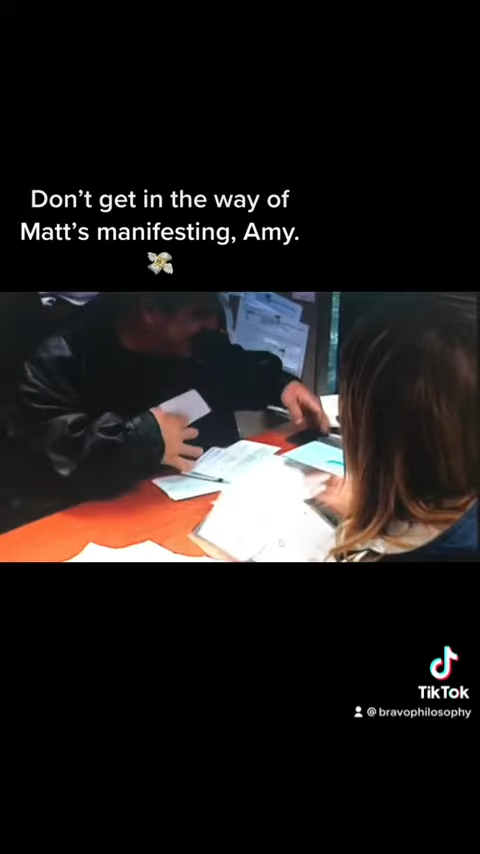 Don't get in the way of
Matt's manifesting, Amy.
💸
TikTok
@bravophilosophy